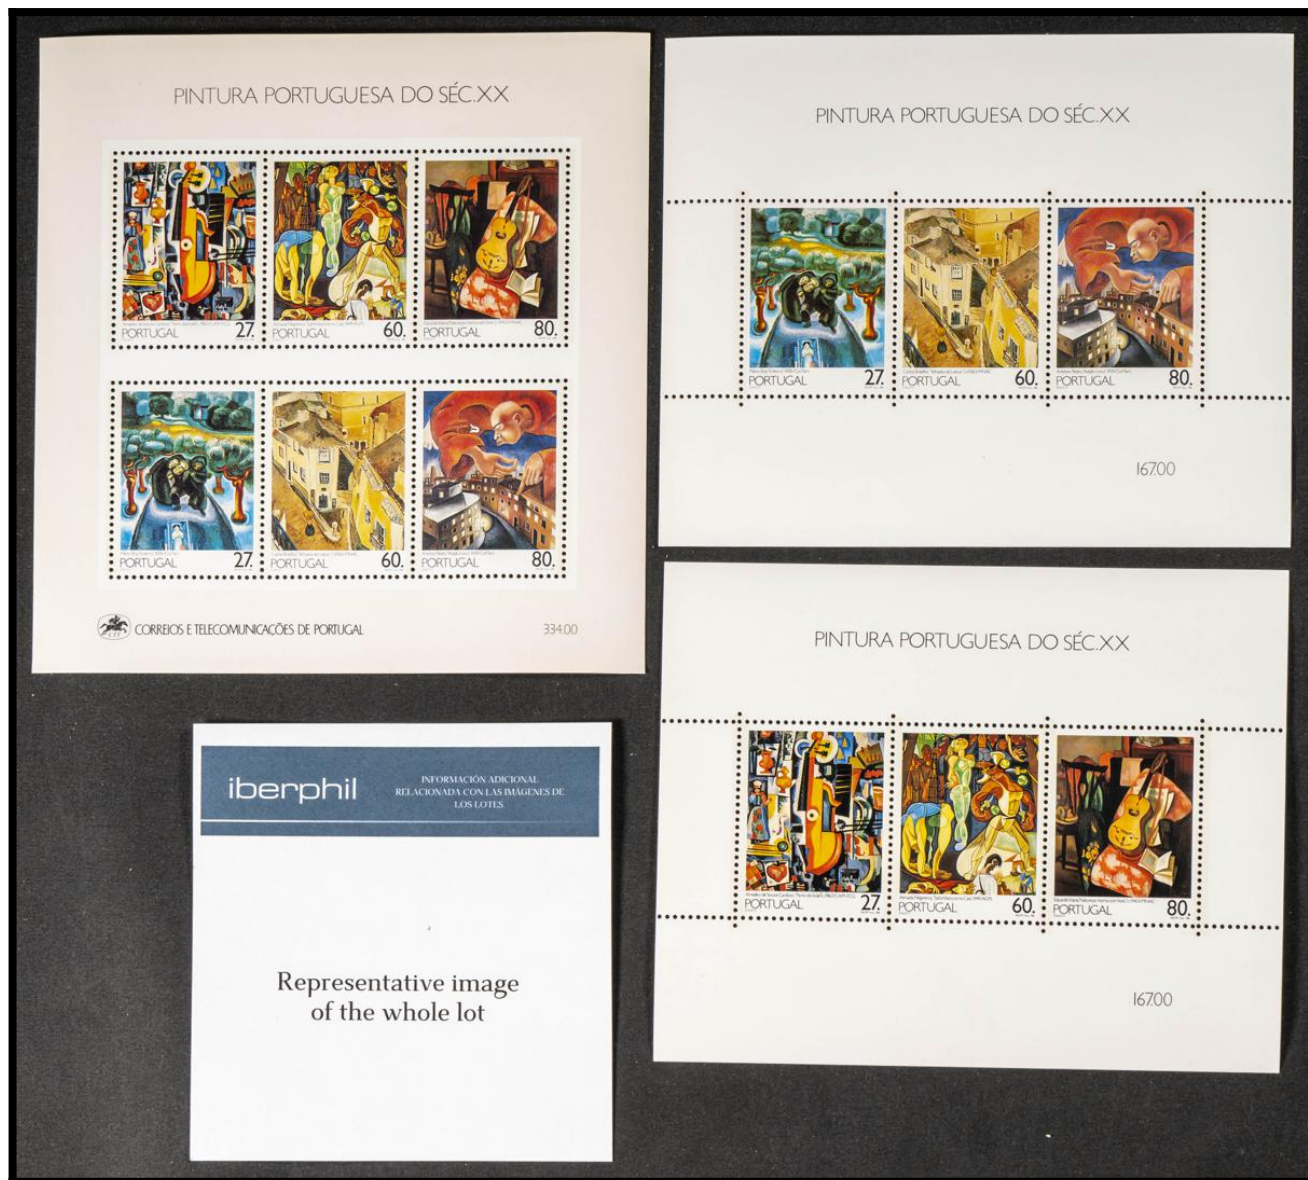 PINTURA PORTUGUESA DO SÉC.XX
27.
PORTUGAL
60.
PORTUGAL
80.
PORTUGAL
27.
PORTUGAL
60.
PORTUGAL
80.
PORTUGAL
CORREIOS E TELECOMUNICAÇÕES DE PORTUGAL
334.00
PINTURA PORTUGUESA DO SÉC.XX
27.
PORTUGAL
60.
PORTUGAL
80.
PORTUGAL
167.00
PINTURA PORTUGUESA DO SÉC.XX
27.
PORTUGAL
60.
PORTUGAL
80.
PORTUGAL
167.00
iberphil
INFORMACIÓN ADICIONAL
RELACIONADA CON LAS IMÁGENES DE
LOS LOTES
Representative image
of the whole lot